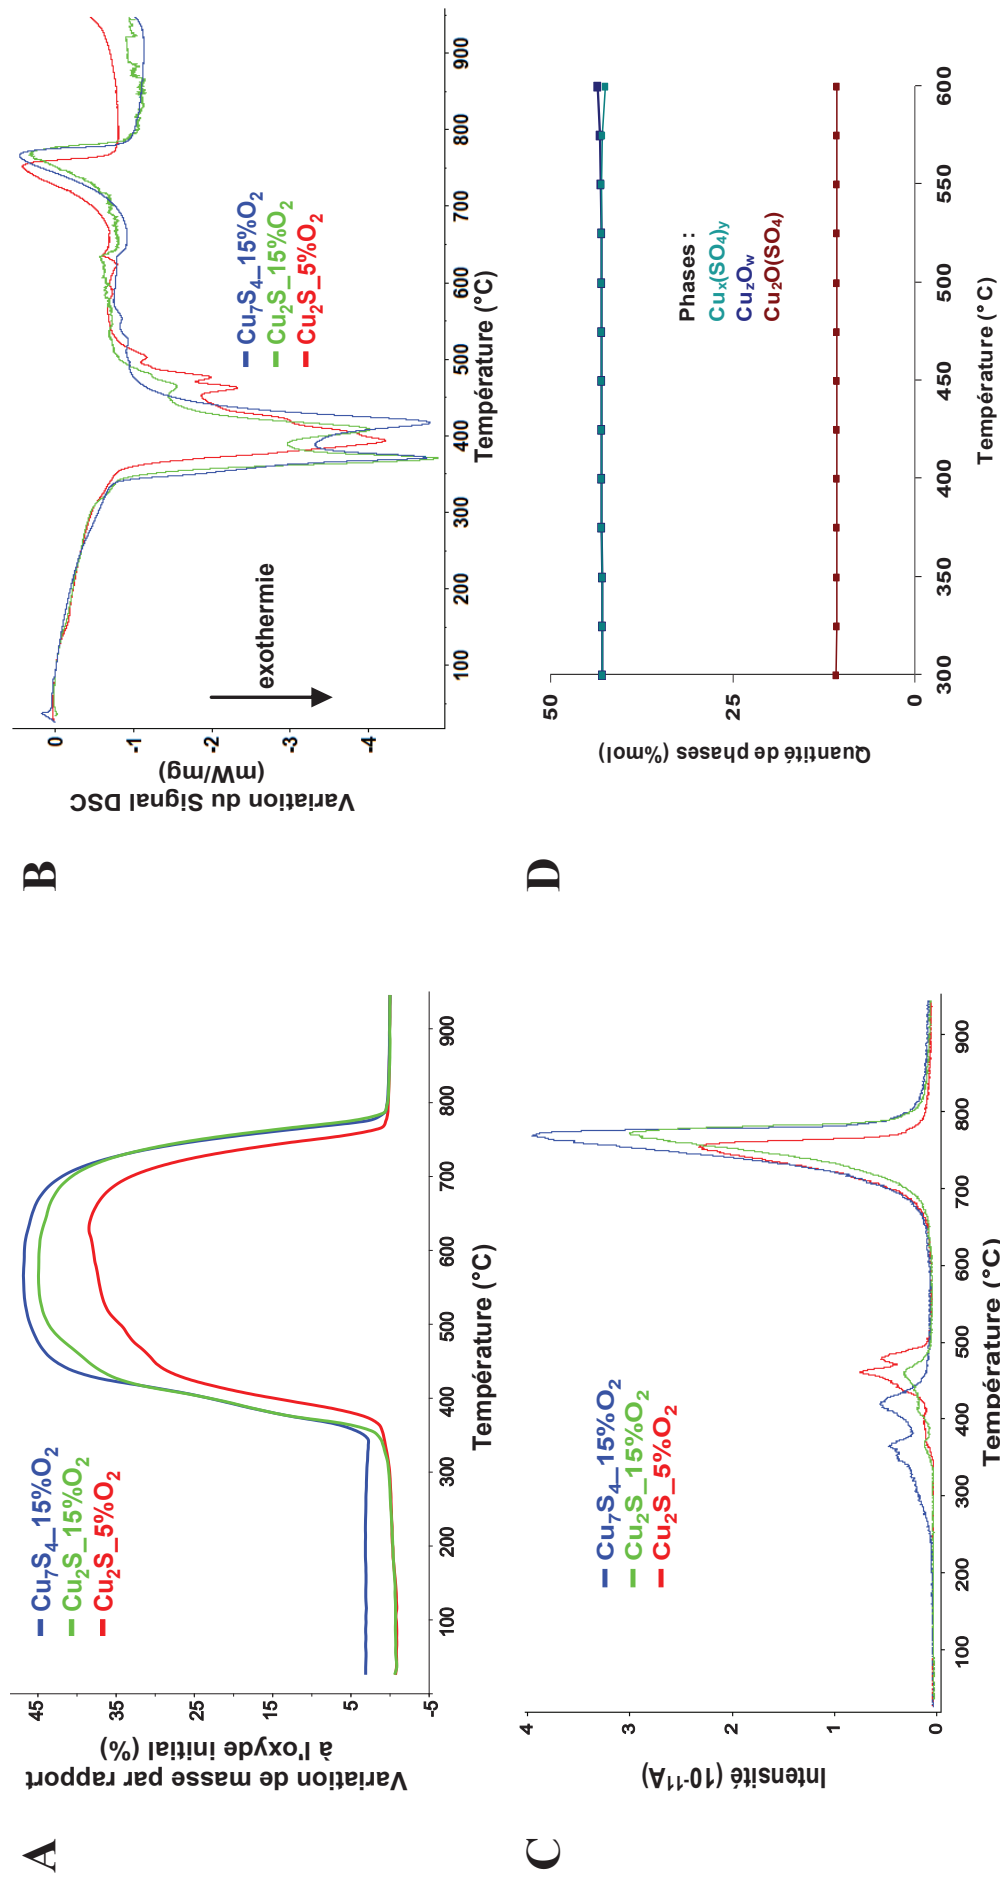 A
Variation de masse par rapport
à l'oxyde initial (%)
45
35
25
15
5
-5
100
200
300
400
500
600
700
800
900
Température (°C)
Cu7S4_15%O2
Cu2S_15%O2
Cu2S_5%O2
B
Variation du Signal DSC
(mW/mg)
0
-1
-2
-3
-4
exothermie
100
200
300
400
500
600
700
800
900
Température (°C)
Cu7S4_15%O2
Cu2S_15%O2
Cu2S_5%O2
C
Intensité (10-11A)
4
3
2
1
0
100
200
300
400
500
600
700
800
900
Température (°C)
Cu7S4_15%O2
Cu2S_15%O2
Cu2S_5%O2
D
Quantité de phases (%mol)
50
25
0
300
350
400
450
500
550
600
Température (° C)
Phases :
Cux(SO4)y
CuzOw
Cu2O(SO4)